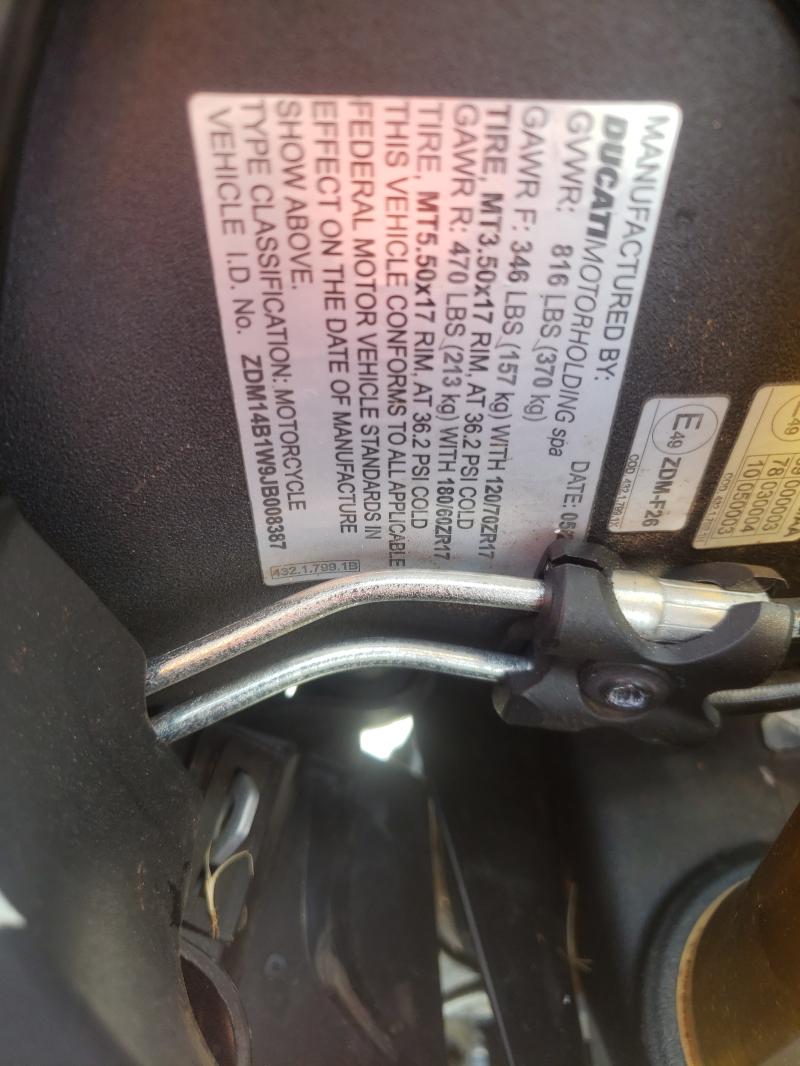 MANUFACTURED BY:
DUCATIMOTORHOLDING spa
GVWR: 816 LBS (370 kg) DATE:
GAWR F: 346 LBS (157 kg) WITH 120/70ZR17
TIRE, MT3.50x17 RIM, AT 36.2 PSI COLD
GAWR R: 470 LBS (213 kg) WITH 180/60ZR17
TIRE, MT5.50x17 RIM, AT 36.2 PSI COLD
THIS VEHICLE CONFORMS TO ALL APPLICABLE
FEDERAL MOTOR VEHICLE STANDARDS IN
EFFECT ON THE DATE OF MANUFACTURE
SHOW ABOVE.
TYPE CLASSIFICATION: MOTORCYCLE
VEHICLE I.D. No. ZDM14B1W9JB008387
432.1.799.1B
E49 ZDM-F26
49
78 030003
10 050004